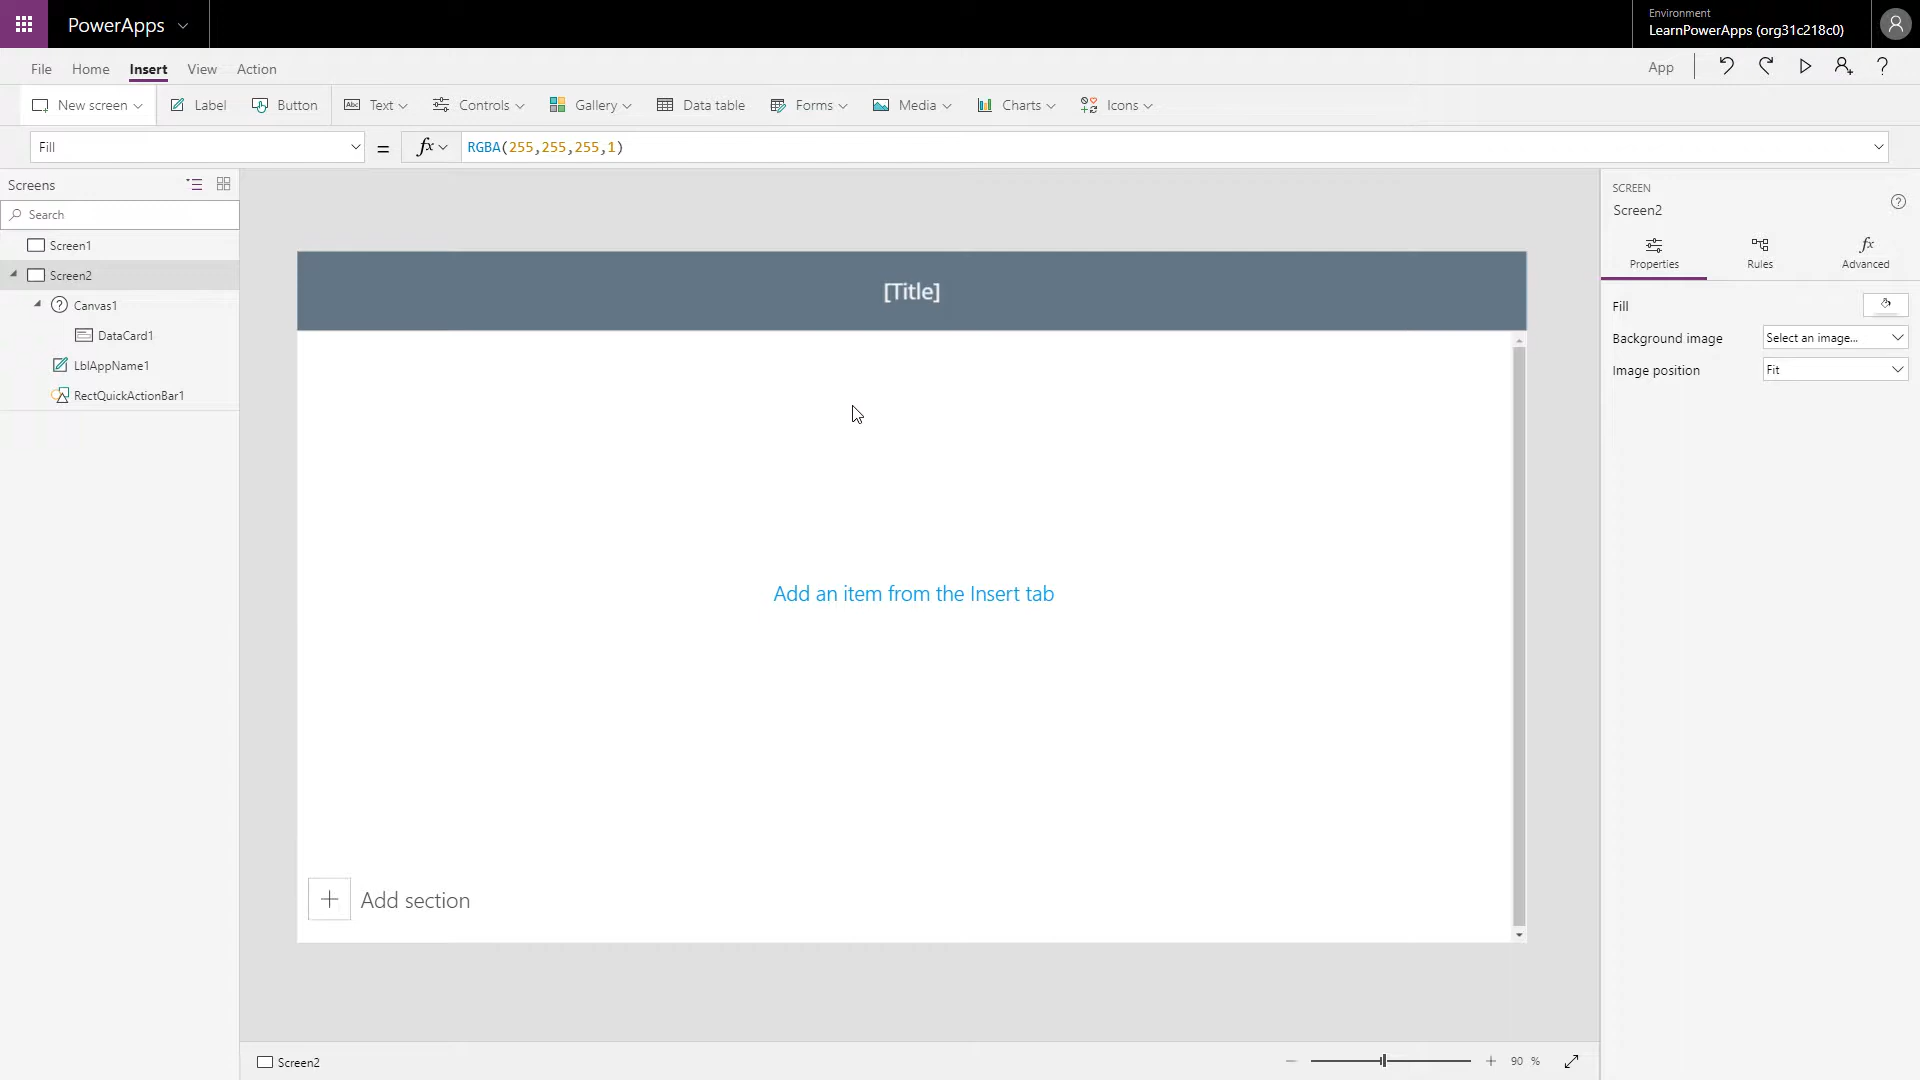 PowerApps
Environment
LearnPowerApps (org31c218c0)
File Home Insert View Action
App
New screen Label Button Text Controls Gallery Data table Forms Media Charts Icons
Fill = fx RGBA(255,255,255,1)
Screens
Search
Screen1
Screen2
Canvas1
DataCard1
LblAppName1
RectQuickActionBar1
[Title]
Add an item from the Insert tab
Add section
SCREEN
Screen2
Properties Rules Advanced
Fill
Background image Select an image...
Image position Fit
Screen2
90 %